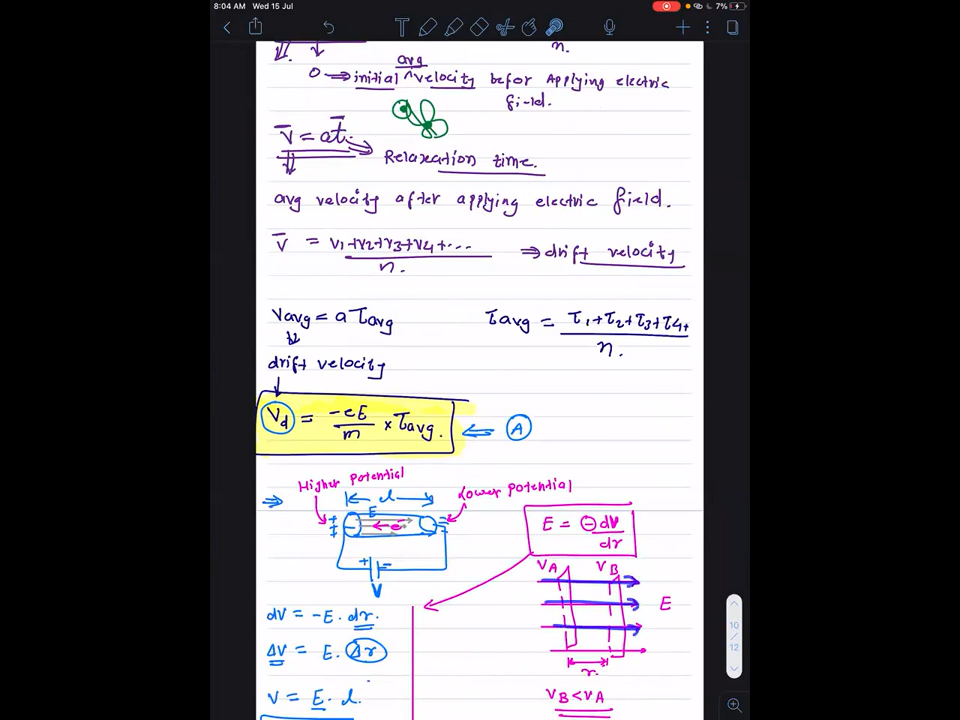 8:04 AM Wed 15 Jul
7%
n.
avg
0 ⇒ initial ^ velocity befor Applying electric
field.
v̄ = at̄.
Relaxation time.
avg velocity after applying electric field.
v̄ = v1+v2+v3+v4+... ⇒ drift velocity
n.
Vavg = a τavg
τavg = τ1+τ2+τ3+τ4+
n.
drift velocity
Vd = -eE/m × τavg.
A
Higher potential
Lower potential
l
E
e
+ -
V
E = - dV/dr
VA VB
E
r
VB < VA
dV = -E. dr.
ΔV = E. Δr
V = E. l.
10
12